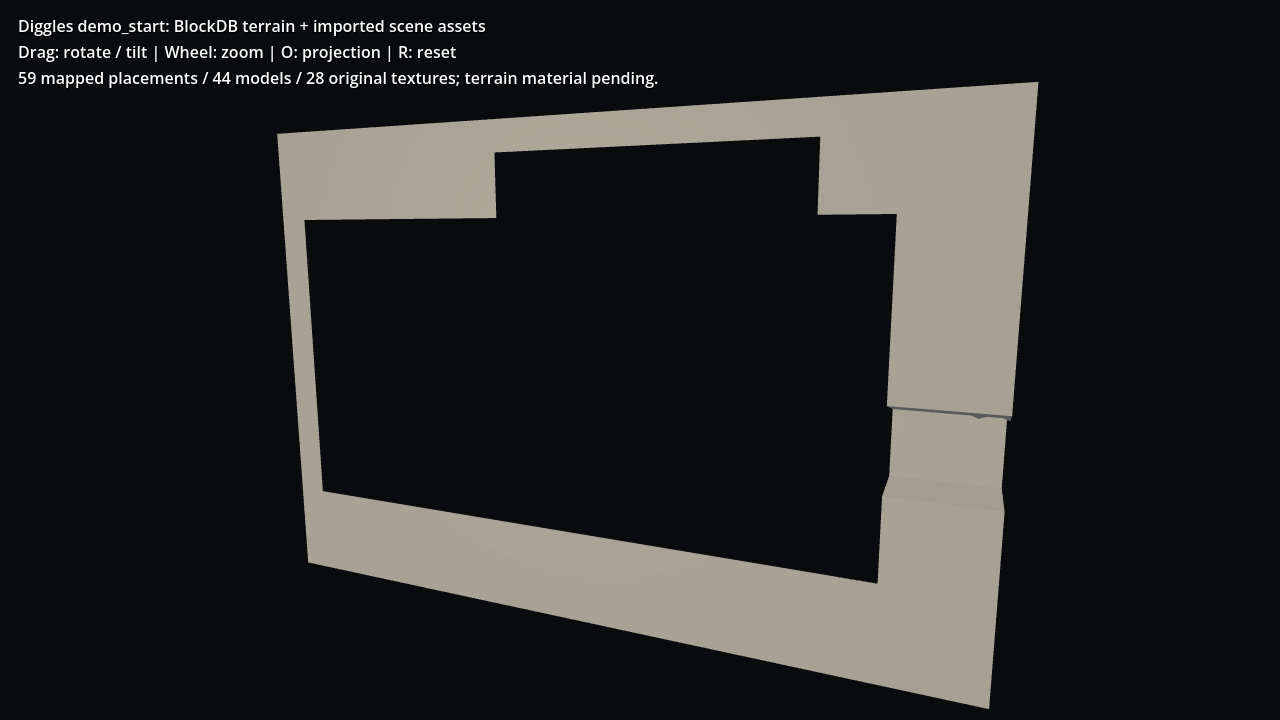 Diggles demo_start: BlockDB terrain + imported scene assets
Drag: rotate / tilt | Wheel: zoom | O: projection | R: reset
59 mapped placements / 44 models / 28 original textures; terrain material pending.